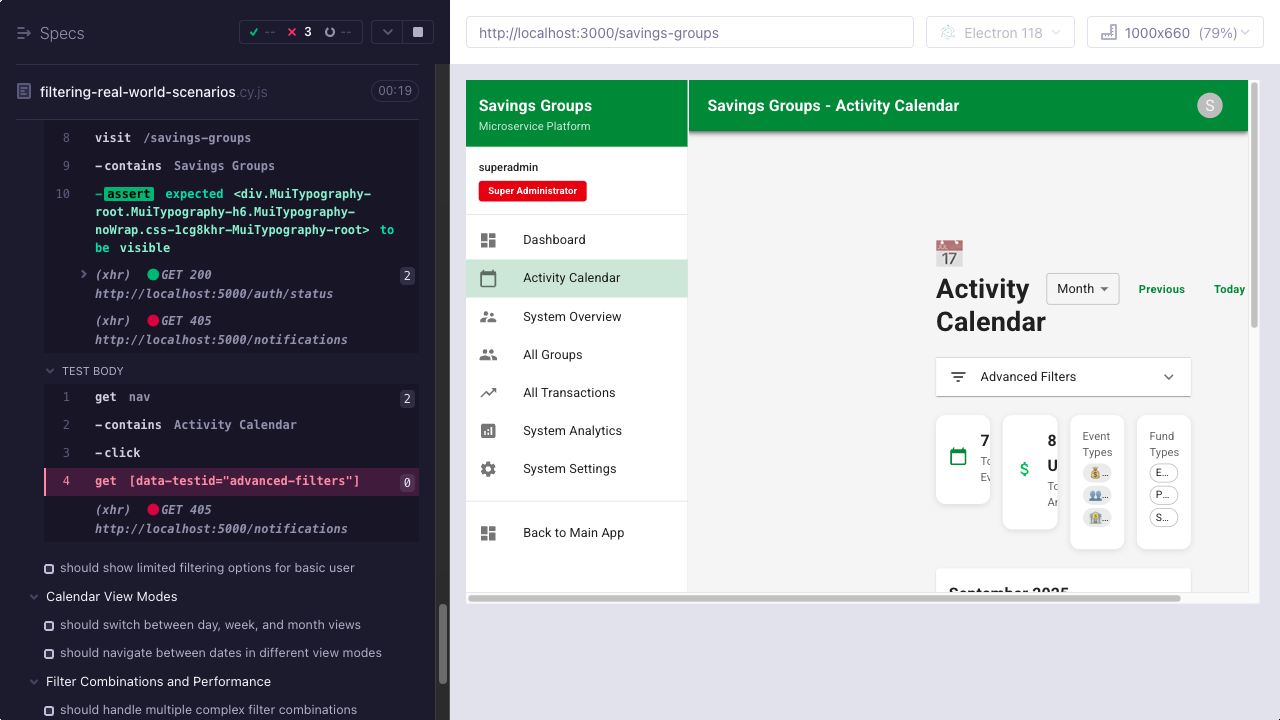 Specs
-- 3 --
filtering-real-world-scenarios.cy.js
00:19
8 visit /savings-groups
9 -contains Savings Groups
10 -assert expected <div.MuiTypography-
root.MuiTypography-h6.MuiTypography-
noWrap.css-1cg8khr-MuiTypography-root> to
be visible
(xhr) GET 200 2
http://localhost:5000/auth/status
(xhr) GET 405
http://localhost:5000/notifications
TEST BODY
1 get nav 2
2 -contains Activity Calendar
3 -click
4 get [data-testid="advanced-filters"] 0
(xhr) GET 405
http://localhost:5000/notifications
should show limited filtering options for basic user
Calendar View Modes
should switch between day, week, and month views
should navigate between dates in different view modes
Filter Combinations and Performance
should handle multiple complex filter combinations
http://localhost:3000/savings-groups
Electron 118
1000x660 (79%)
Savings Groups
Microservice Platform
superadmin
Super Administrator
Dashboard
Activity Calendar
System Overview
All Groups
All Transactions
System Analytics
System Settings
Back to Main App
Savings Groups - Activity Calendar
S
17
Activity
Calendar
Month
Previous
Today
Advanced Filters
7
To
Ev
$
8
U
To
Ar
Event
Types
...
...
...
Fund
Types
E...
P...
S...
September 2025